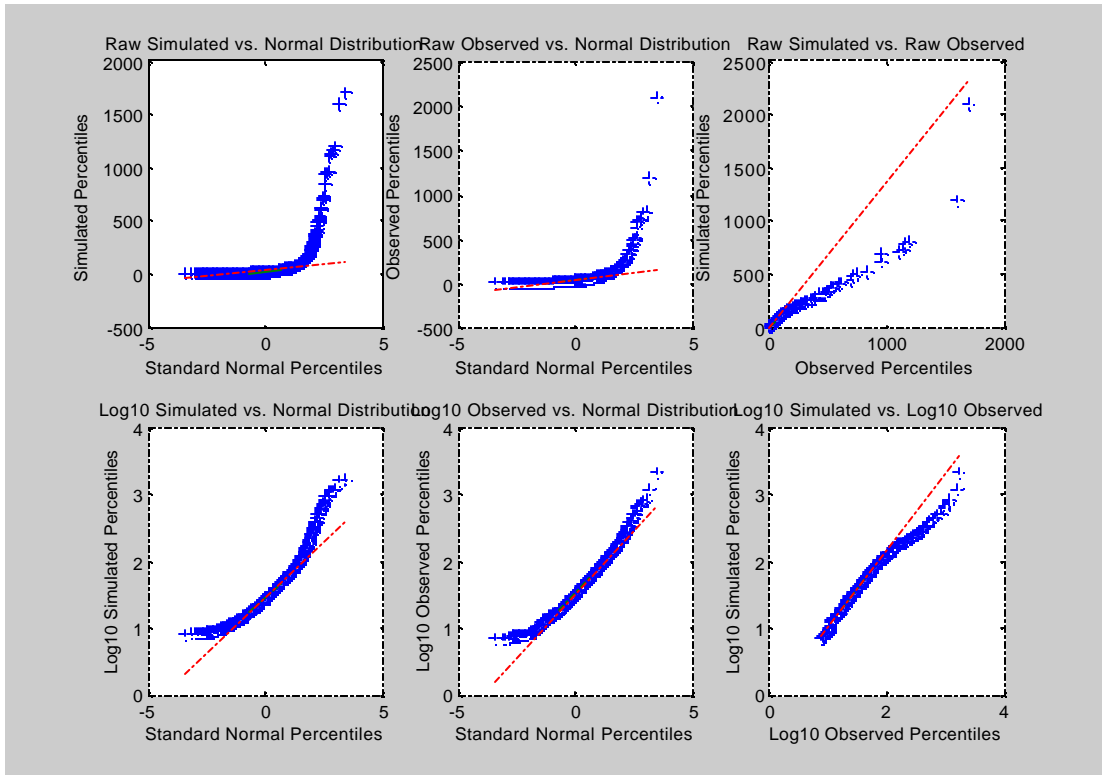 Raw Simulated vs. Normal Distribution
Simulated Percentiles
2000
1500
1000
500
0
-500
-5
0
5
Standard Normal Percentiles
Raw Observed vs. Normal Distribution
Observed Percentiles
2500
2000
1500
1000
500
0
-500
-5
0
5
Standard Normal Percentiles
Raw Simulated vs. Raw Observed
Simulated Percentiles
2500
2000
1500
1000
500
0
0
1000
2000
Observed Percentiles
Log10 Simulated vs. Normal Distribution
Log10 Simulated Percentiles
4
3
2
1
0
-5
0
5
Standard Normal Percentiles
Log10 Observed vs. Normal Distribution
Log10 Observed Percentiles
4
3
2
1
0
-5
0
5
Standard Normal Percentiles
Log10 Simulated vs. Log10 Observed
Log10 Simulated Percentiles
4
3
2
1
0
0
2
4
Log10 Observed Percentiles